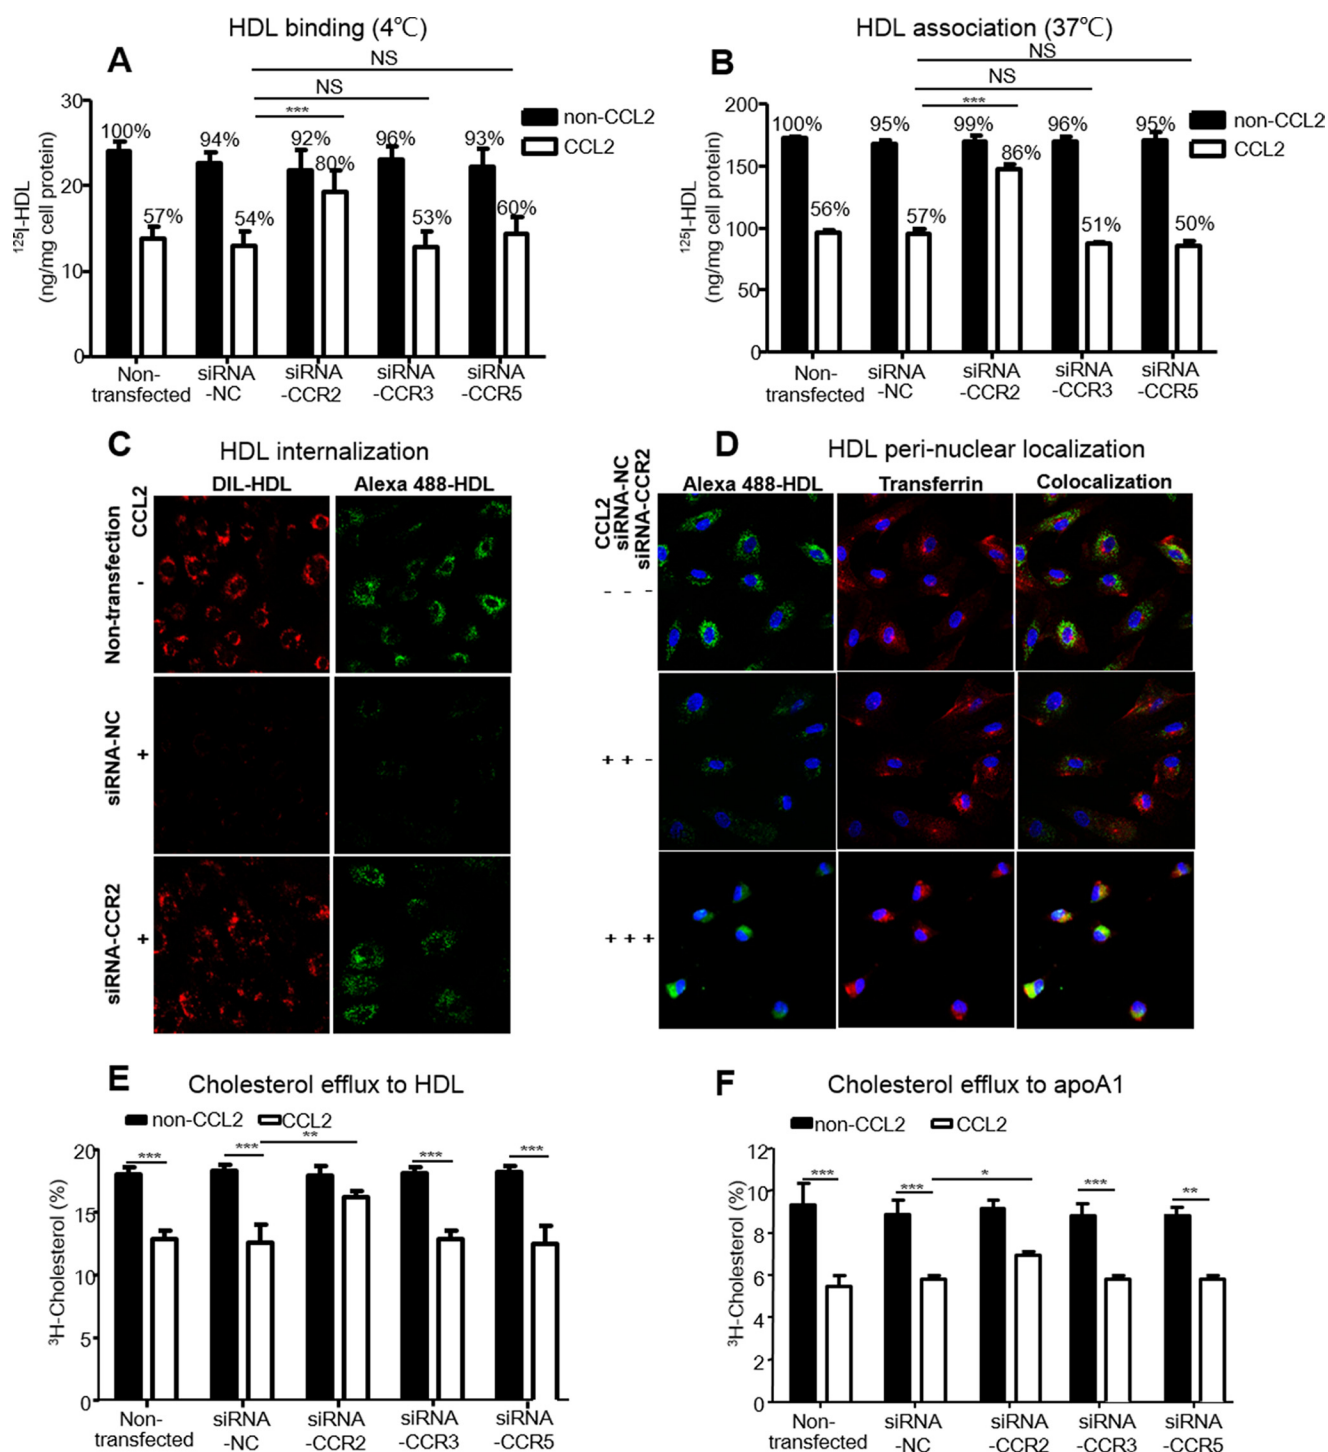 HDL binding (4℃)
A
NS
NS
***
30
20
10
0
100%
57%
94%
54%
92%
80%
96%
53%
93%
60%
non-CCL2
CCL2
125I-HDL
(ng/mg cell protein)
Non-
transfected
siRNA
-NC
siRNA
-CCR2
siRNA
-CCR3
siRNA
-CCR5
HDL association (37℃)
B
NS
NS
***
200
150
100
50
0
100%
56%
95%
57%
99%
86%
96%
51%
95%
50%
non-CCL2
CCL2
125I-HDL
(ng/mg cell protein)
Non-
transfected
siRNA
-NC
siRNA
-CCR2
siRNA
-CCR3
siRNA
-CCR5
C
HDL internalization
DIL-HDL
Alexa 488-HDL
CCL2
Non-transfection
-
siRNA-NC
+
siRNA-CCR2
+
D
HDL peri-nuclear localization
Alexa 488-HDL
Transferrin
Colocalization
CCL2
siRNA-NC
siRNA-CCR2
- - -
+ + -
+ + +
E
Cholesterol efflux to HDL
non-CCL2
CCL2
***
***
**
***
***
20
15
10
5
0
3H-Cholesterol (%)
Non-
transfected
siRNA
-NC
siRNA
-CCR2
siRNA
-CCR3
siRNA
-CCR5
F
Cholesterol efflux to apoA1
non-CCL2
CCL2
***
***
*
***
**
12
10
8
6
4
2
0
3H-Cholesterol (%)
Non-
transfected
siRNA
-NC
siRNA
-CCR2
siRNA
-CCR3
siRNA
-CCR5